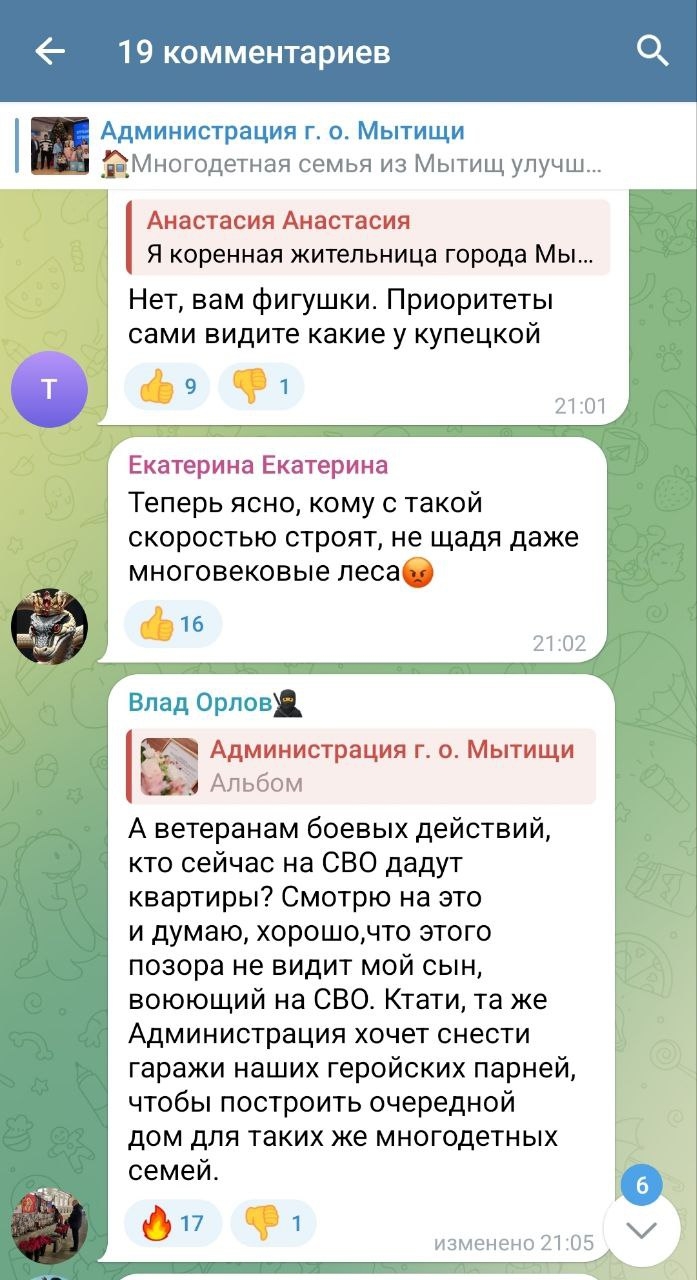 19 комментариев
Администрация г. о. Мытищи
🏠Многодетная семья из Мытищ улучш...
Анастасия Анастасия
Я коренная жительница города Мы...
Нет, вам фигушки. Приоритеты
сами видите какие у купецкой
Т
👍 9 👎 1
21:01
Екатерина Екатерина
Теперь ясно, кому с такой
скоростью строят, не щадя даже
многовековые леса😡
👍 16
21:02
Влад Орлов🥷
Администрация г. о. Мытищи
Альбом
А ветеранам боевых действий,
кто сейчас на СВО дадут
квартиры? Смотрю на это
и думаю, хорошо,что этого
позора не видит мой сын,
воюющий на СВО. Ктати, та же
Администрация хочет снести
гаражи наших геройских парней,
чтобы построить очередной
дом для таких же многодетных
семей.
🔥 17 👎 1
изменено 21:05
6